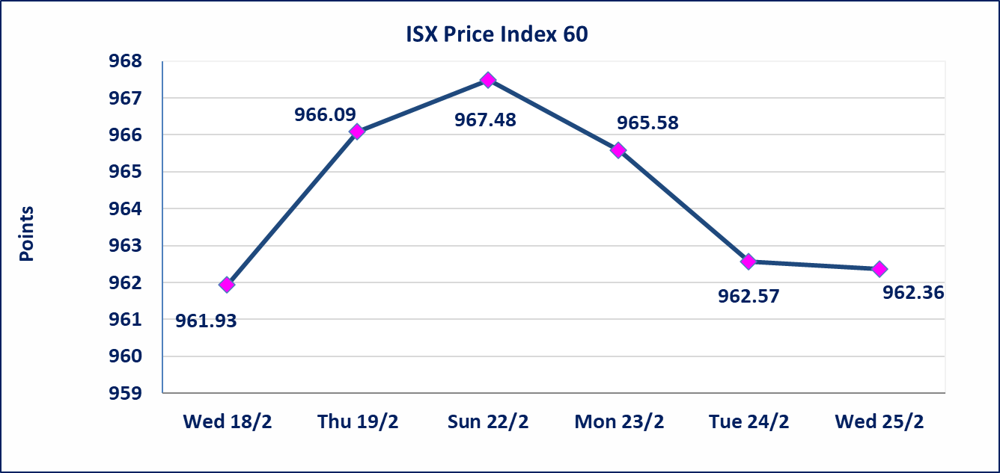 ISX Price Index 60
968
967
966
965
964
963
962
961
960
959
Points
961.93
966.09
967.48
965.58
962.57
962.36
Wed 18/2
Thu 19/2
Sun 22/2
Mon 23/2
Tue 24/2
Wed 25/2